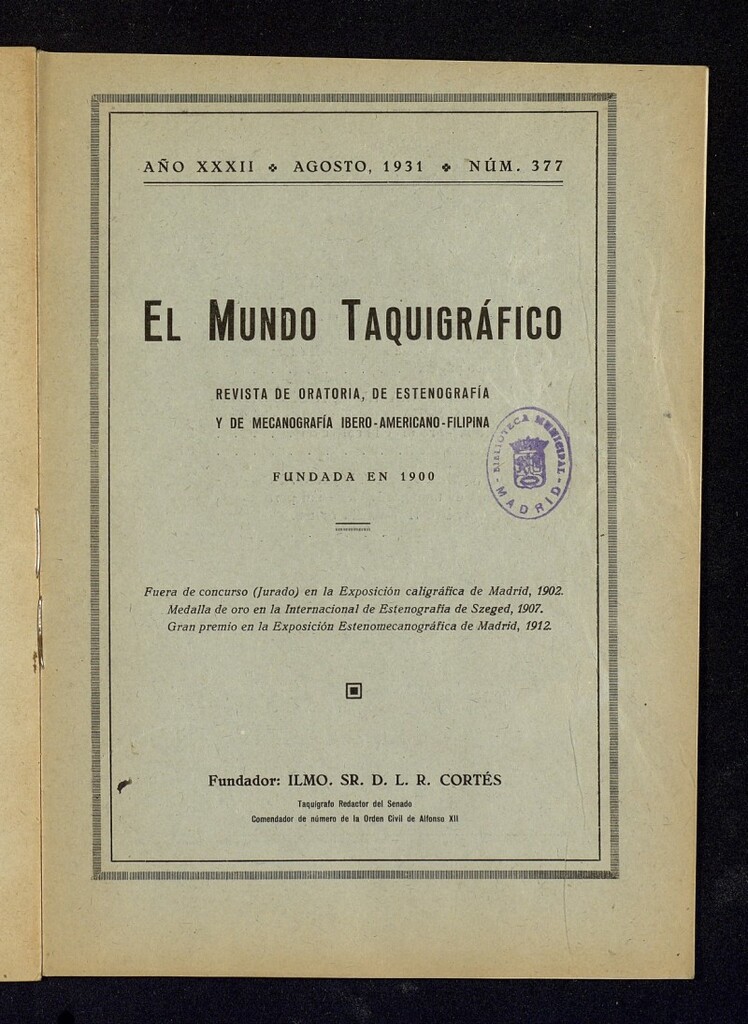 AÑO XXXII ❖ AGOSTO, 1931 ❖ NÚM. 377
EL MUNDO TAQUIGRÁFICO
REVISTA DE ORATORIA, DE ESTENOGRAFÍA
Y DE MECANOGRAFÍA IBERO-AMERICANO-FILIPINA
BIBLIOTECA MUNICIPAL
- MADRID -
FUNDADA EN 1900
Fuera de concurso (Jurado) en la Exposición caligráfica de Madrid, 1902.
Medalla de oro en la Internacional de Estenografía de Szeged, 1907.
Gran premio en la Exposición Estenomecanográfica de Madrid, 1912.
Fundador: ILMO. SR. D. L. R. CORTÉS
Taquígrafo Redactor del Senado
Comendador de número de la Orden Civil de Alfonso XII